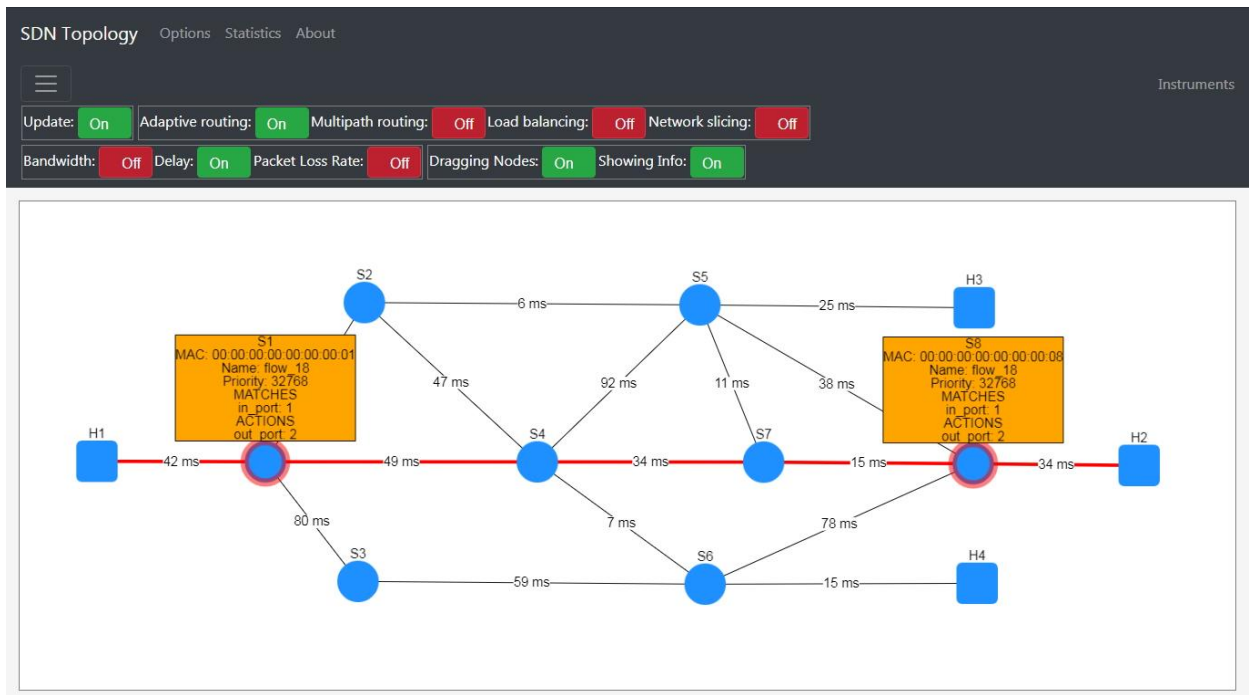 SDN Topology Options Statistics About
Instruments
Update: On Adaptive routing: On Multipath routing: Off Load balancing: Off Network slicing: Off
Bandwidth: Off Delay: On Packet Loss Rate: Off Dragging Nodes: On Showing Info: On
S2
S5
H3
6 ms
25 ms
S1
MAC: 00:00:00:00:00:00:00:01
Name: flow_18
Priority: 32768
MATCHES
in_port: 1
ACTIONS
out_port: 2
S8
MAC: 00:00:00:00:00:00:00:08
Name: flow_18
Priority: 32768
MATCHES
in_port: 1
ACTIONS
out_port: 2
47 ms
92 ms
11 ms
38 ms
H1
S4
S7
H2
42 ms
49 ms
34 ms
15 ms
34 ms
80 ms
7 ms
78 ms
S3
S6
H4
59 ms
15 ms